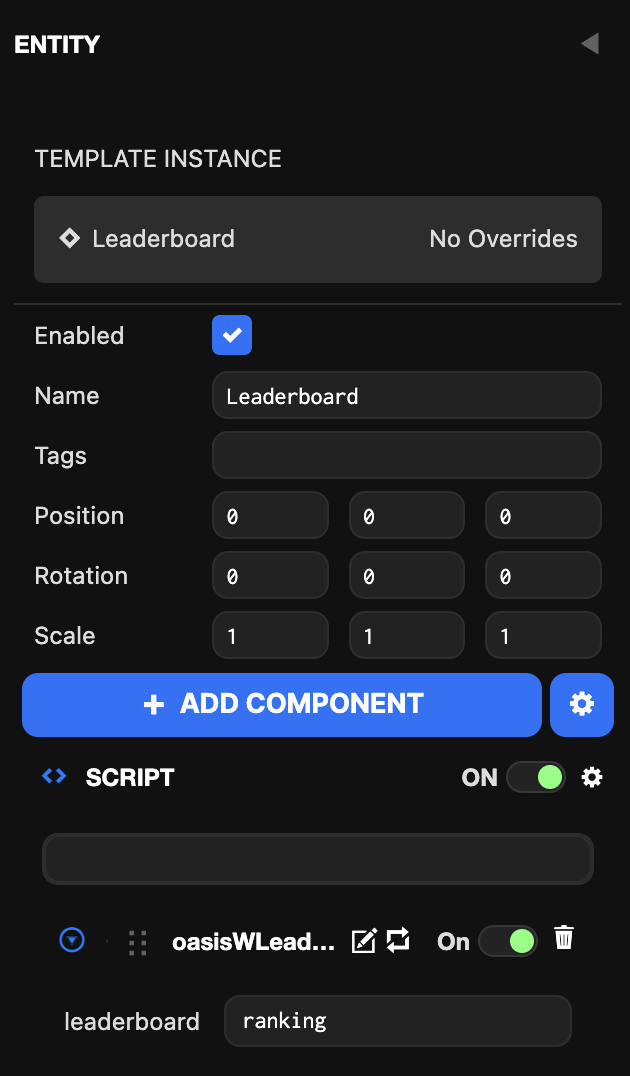 ENTITY
TEMPLATE INSTANCE
Leaderboard No Overrides
Enabled
Name Leaderboard
Tags
Position 0 0 0
Rotation 0 0 0
Scale 1 1 1
+ ADD COMPONENT
SCRIPT ON
oasisWLead... On
leaderboard ranking